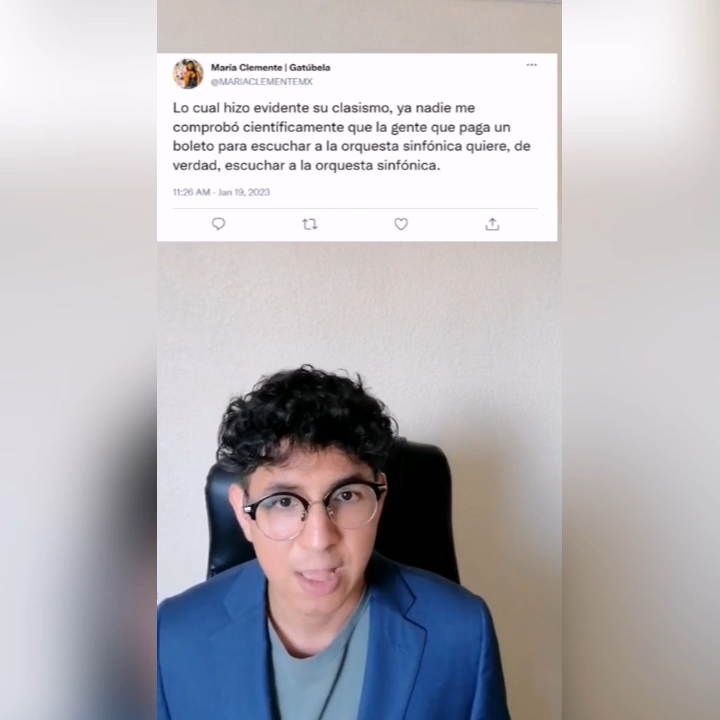 María Clemente | Gatúbela
@MARIACLEMENTEMX
Lo cual hizo evidente su clasismo, ya nadie me
comprobó científicamente que la gente que paga un
boleto para escuchar a la orquesta sinfónica quiere, de
verdad, escuchar a la orquesta sinfónica.
11:26 AM - Jan 19, 2023